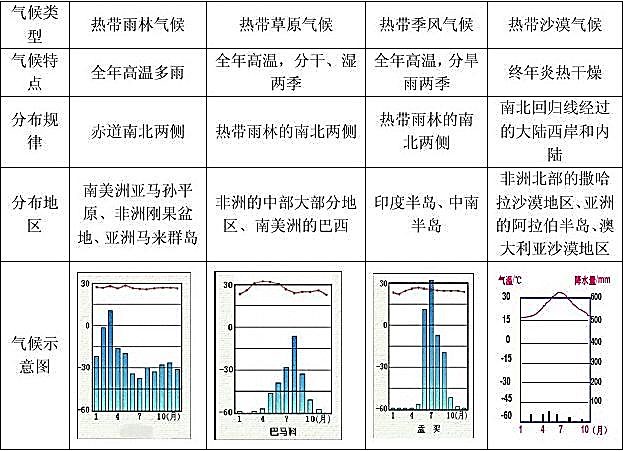 气候类型
热带雨林气候
热带草原气候
热带季风气候
热带沙漠气候
气候特点
全年高温多雨
全年高温，分干、湿两季
全年高温，分旱雨两季
终年炎热干燥
分布规律
赤道南北两侧
热带雨林的南北两侧
热带雨林的南北两侧
南北回归线经过的大陆西岸和内陆
分布地区
南美洲亚马孙平原、非洲刚果盆地、亚洲马来群岛
非洲的中部大部分地区、南美洲的巴西
印度半岛、中南半岛
非洲北部的撒哈拉沙漠地区、亚洲的阿拉伯半岛、澳大利亚沙漠地区
气候示意图
30
0
-30
-60
1 4 7 10(月)
30
0
-30
-60
1 4 7 10(月)
巴马科
30
0
-30
-60
1 4 7 10(月)
孟买
气温/℃ 降水量/mm
30 600
15 500
0 400
-15
-30 300
-45 200
-60 100
1 4 7 10 (月)